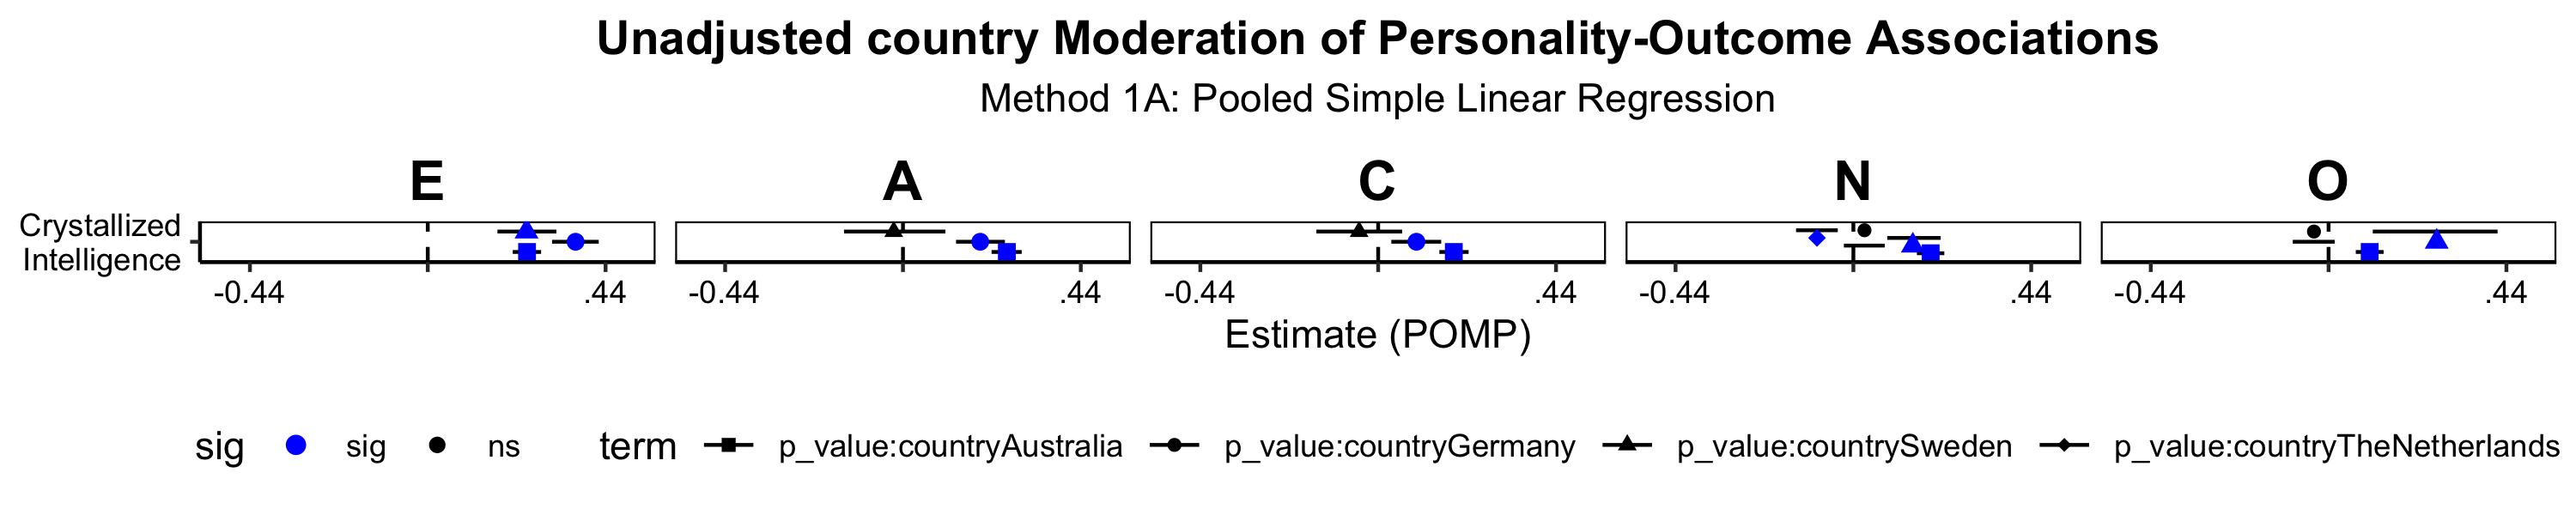 Unadjusted country Moderation of Personality-Outcome Associations
Method 1A: Pooled Simple Linear Regression
E A C N O
Crystallized
Intelligence
-0.44 .44 -0.44 .44 -0.44 .44 -0.44 .44 -0.44 .44
Estimate (POMP)
sig sig ns term p_value:countryAustralia p_value:countryGermany p_value:countrySweden p_value:countryTheNetherlands